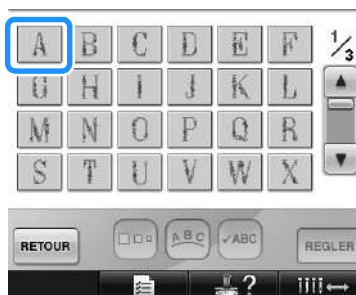 A B C D E F 1/3
G H I J K L
M N O P Q R
S T U V W X
RETOUR ABC ✓ABC REGLER
?